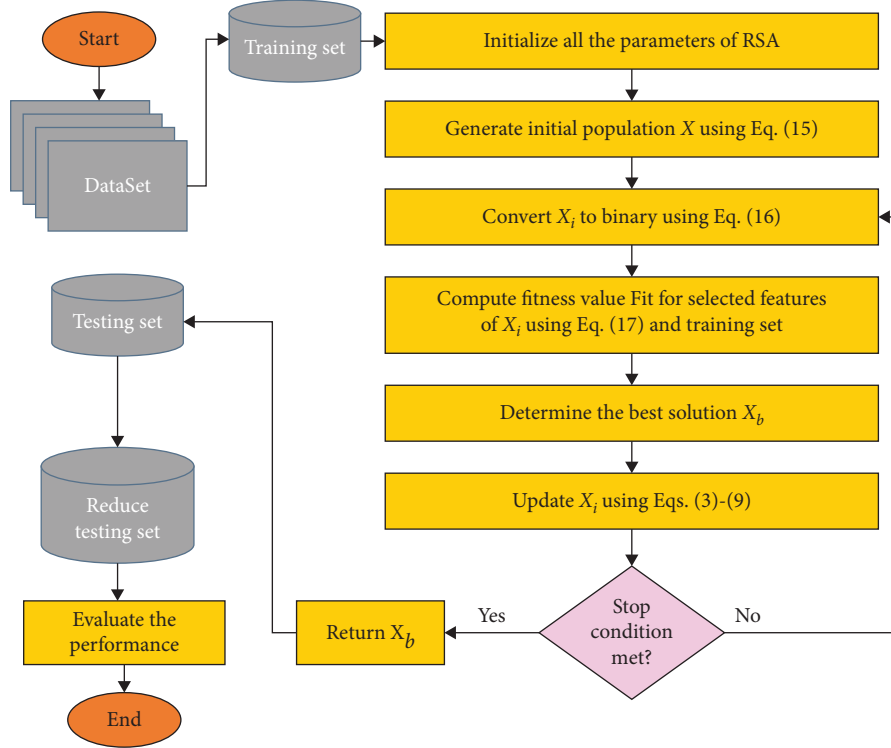 Start
DataSet
Training set
Initialize all the parameters of RSA
Generate initial population X using Eq. (15)
Convert Xi to binary using Eq. (16)
Compute fitness value Fit for selected features
of Xi using Eq. (17) and training set
Determine the best solution Xb
Update Xi using Eqs. (3)-(9)
Stop
condition
met?
Yes
No
Return Xb
Testing set
Reduce
testing set
Evaluate the
performance
End